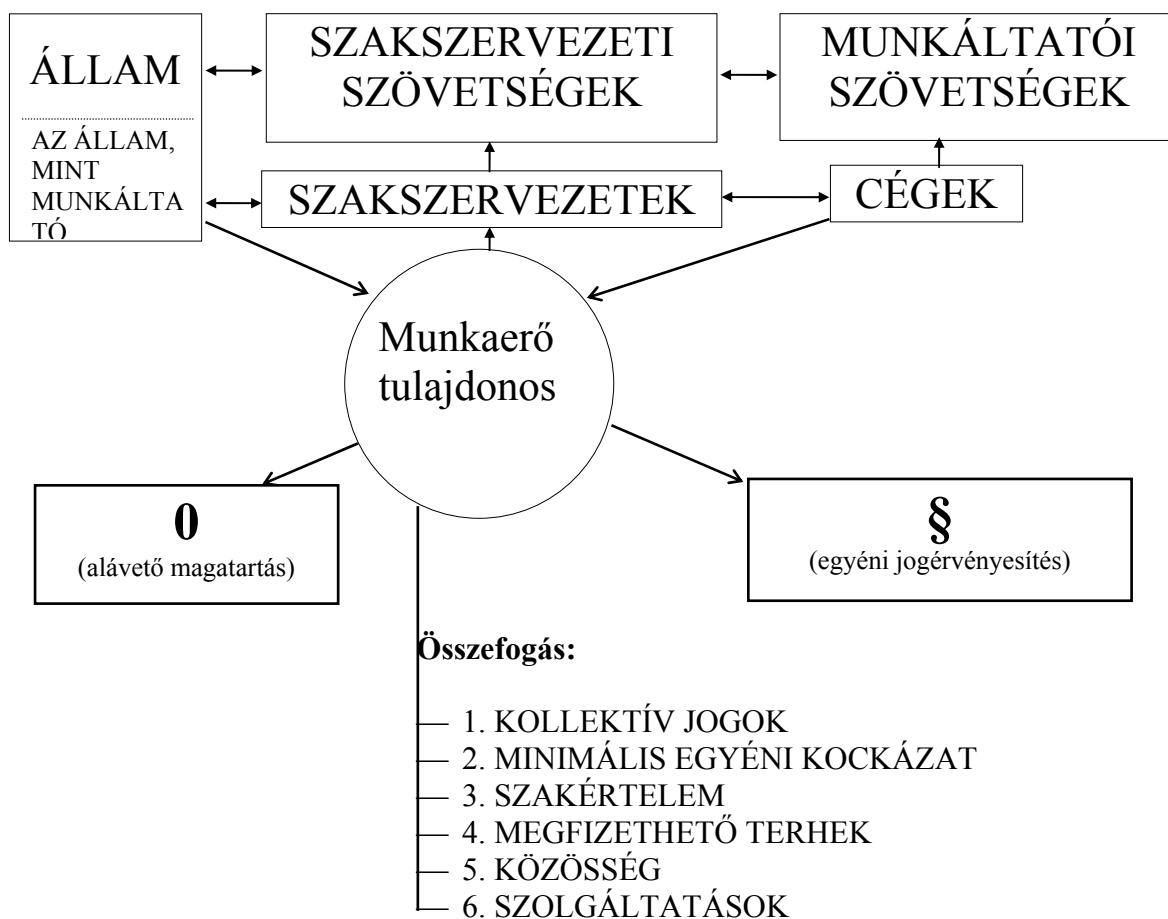 ÁLLAM
AZ ÁLLAM,
MINT
MUNKÁLTA
TÓ
SZAKSZERVEZETI
SZÖVETSÉGEK
MUNKÁLTATÓI
SZÖVETSÉGEK
SZAKSZERVEZETEK
CÉGEK
Munkaerő
tulajdonos
0
(alávető magatartás)
§
(egyéni jogérvényesítés)
Összefogás:
1. KOLLEKTÍV JOGOK
2. MINIMÁLIS EGYÉNI KOCKÁZAT
3. SZAKÉRTELEM
4. MEGFIZETHETŐ TERHEK
5. KÖZÖSSÉG
6. SZOLGÁLTATÁSOK